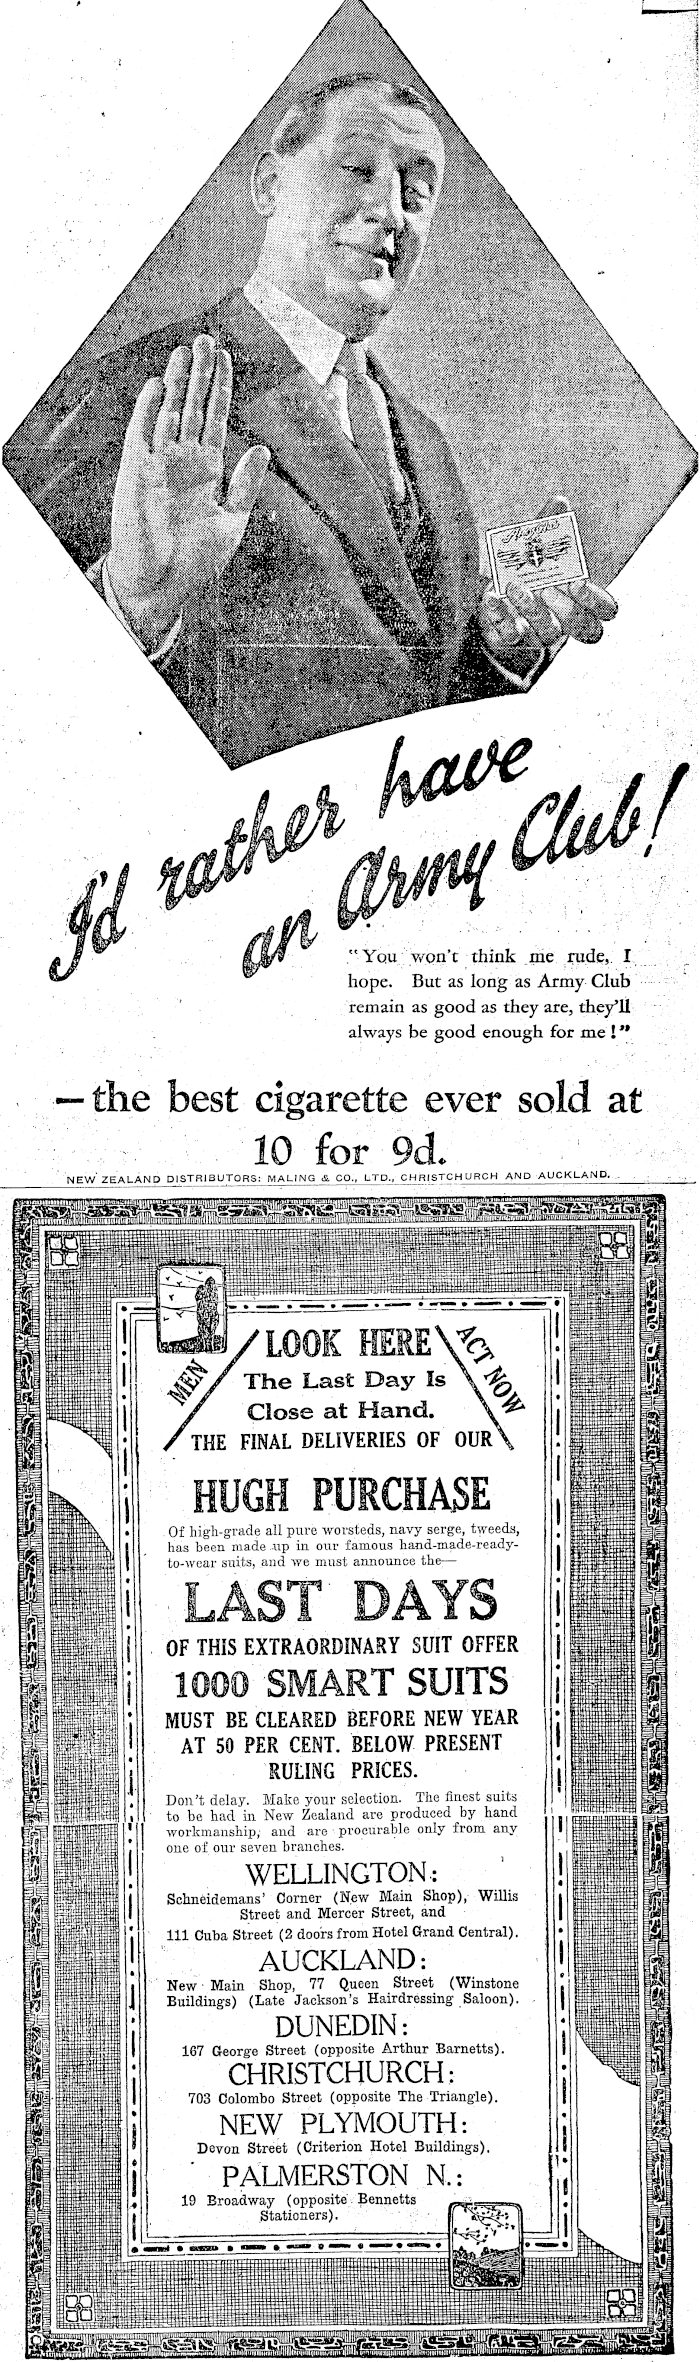 I'd rather have
an Army Club!
"You won't think me rude, I
hope. But as long as Army Club
remain as good as they are, they'll
always be good enough for me!"
—the best cigarette ever sold at
10 for 9d.
NEW ZEALAND DISTRIBUTORS: MALING & CO., LTD., CHRISTCHURCH AND AUCKLAND.
MEN
LOOK HERE
ACT NOW
The Last Day Is
Close at Hand.
THE FINAL DELIVERIES OF OUR
HUGH PURCHASE
Of high-grade all pure worsteds, navy serge, tweeds,
has been made up in our famous hand-made-ready-
to-wear suits, and we must announce the—
LAST DAYS
OF THIS EXTRAORDINARY SUIT OFFER
1000 SMART SUITS
MUST BE CLEARED BEFORE NEW YEAR
AT 50 PER CENT. BELOW PRESENT
RULING PRICES.
Don't delay. Make your selection. The finest suits
to be had in New Zealand are produced by hand
workmanship, and are procurable only from any
one of our seven branches.
WELLINGTON:
Schneidemans' Corner (New Main Shop), Willis
Street and Mercer Street, and
111 Cuba Street (2 doors from Hotel Grand Central).
AUCKLAND:
New Main Shop, 77 Queen Street (Winstone
Buildings) (Late Jackson's Hairdressing Saloon).
DUNEDIN:
167 George Street (opposite Arthur Barnetts).
CHRISTCHURCH:
703 Colombo Street (opposite The Triangle).
NEW PLYMOUTH:
Devon Street (Criterion Hotel Buildings).
PALMERSTON N.:
19 Broadway (opposite Bennetts
Stationers).